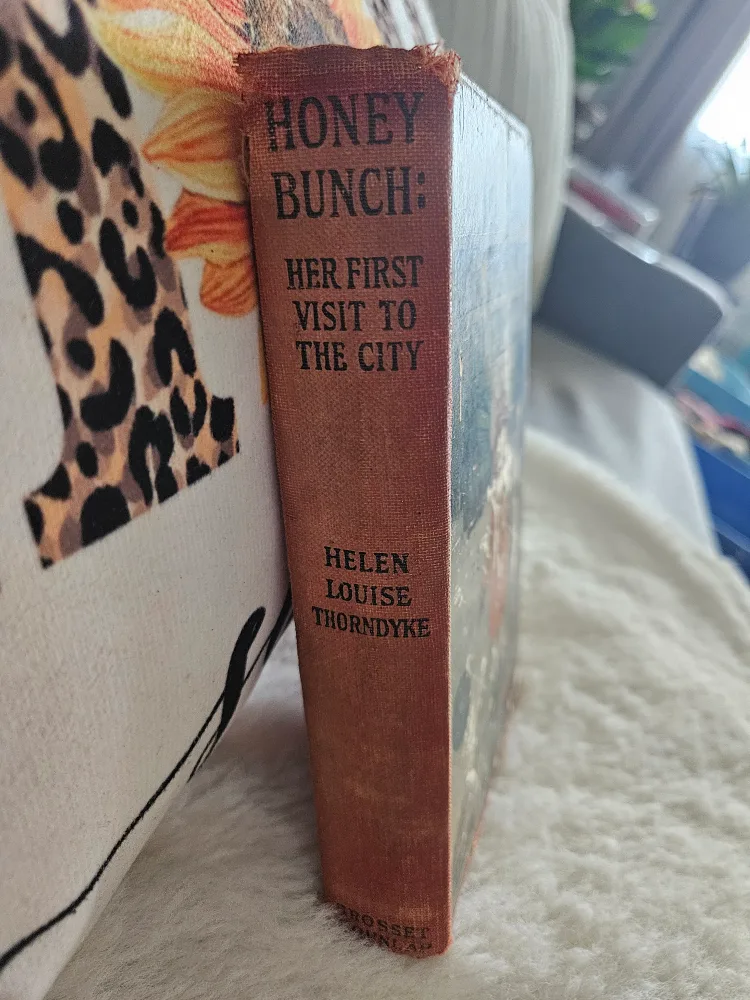 HONEY
BUNCH:
HER FIRST
VISIT TO
THE CITY
HELEN
LOUISE
THORNDYKE
GROSSET
DUNLAP